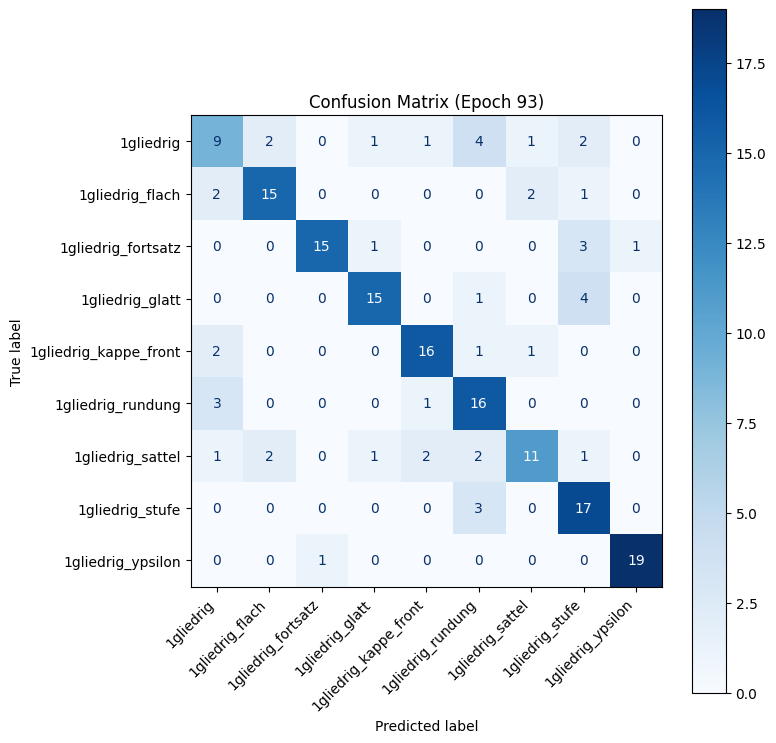 Confusion Matrix (Epoch 93)
True label
1gliedrig 9 2 0 1 1 4 1 2 0
1gliedrig_flach 2 15 0 0 0 0 2 1 0
1gliedrig_fortsatz 0 0 15 1 0 0 0 3 1
1gliedrig_glatt 0 0 0 15 0 1 0 4 0
1gliedrig_kappe_front 2 0 0 0 16 1 1 0 0
1gliedrig_rundung 3 0 0 0 1 16 0 0 0
1gliedrig_sattel 1 2 0 1 2 2 11 1 0
1gliedrig_stufe 0 0 0 0 0 3 0 17 0
1gliedrig_ypsilon 0 0 1 0 0 0 0 0 19
1gliedrig
1gliedrig_flach
1gliedrig_fortsatz
1gliedrig_glatt
1gliedrig_kappe_front
1gliedrig_rundung
1gliedrig_sattel
1gliedrig_stufe
1gliedrig_ypsilon
Predicted label
17.5
15.0
12.5
10.0
7.5
5.0
2.5
0.0